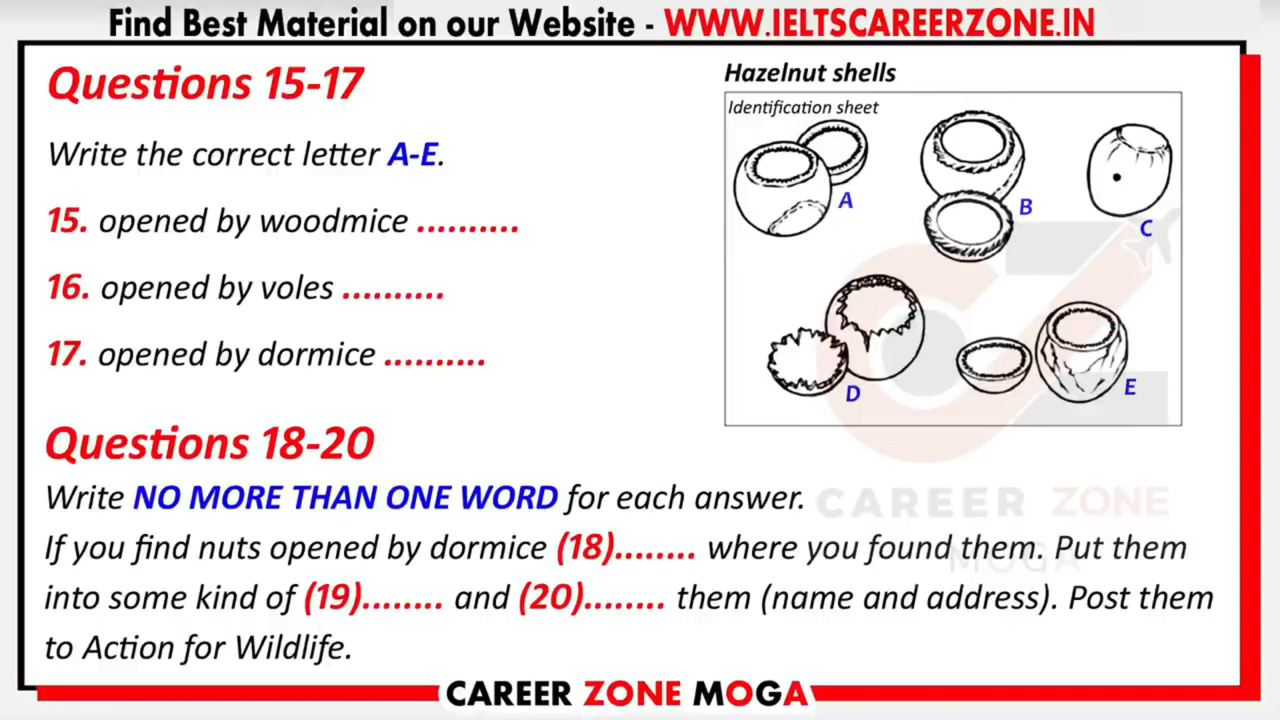 Find Best Material on our Website - WWW.IELTSCAREERZONE.IN
Questions 15-17
Write the correct letter A-E.
15. opened by woodmice ..........
16. opened by voles ..........
17. opened by dormice ..........
Hazelnut shells
Identification sheet
A
B
C
D
E
Questions 18-20
Write NO MORE THAN ONE WORD for each answer.
If you find nuts opened by dormice (18)........ where you found them. Put them
into some kind of (19)........ and (20)........ them (name and address). Post them
to Action for Wildlife.
CAREER ZONE
MOGA
CAREER ZONE MOGA